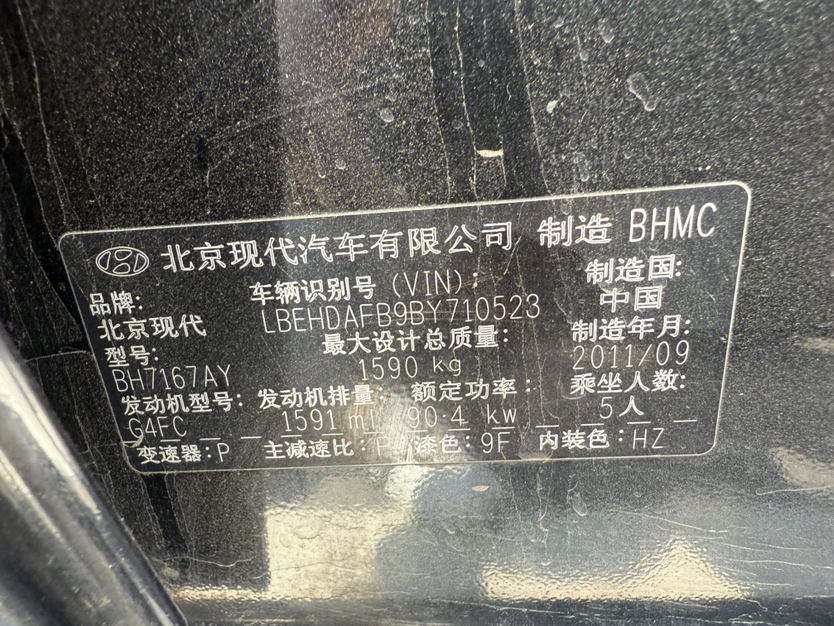 北京现代汽车有限公司 制造 BHMC
品牌: 车辆识别号 (VIN): 制造国:
北京现代 LBEHDAFB9BY710523 中国
型号: 最大设计总质量: 制造年月:
BH7167AY 1590 kg 2011/09
发动机型号: 发动机排量: 额定功率: 乘坐人数:
G4FC 1591 ml 90.4 kw 5人
变速器:P 主减速比:F 漆色:9F 内装色:HZ